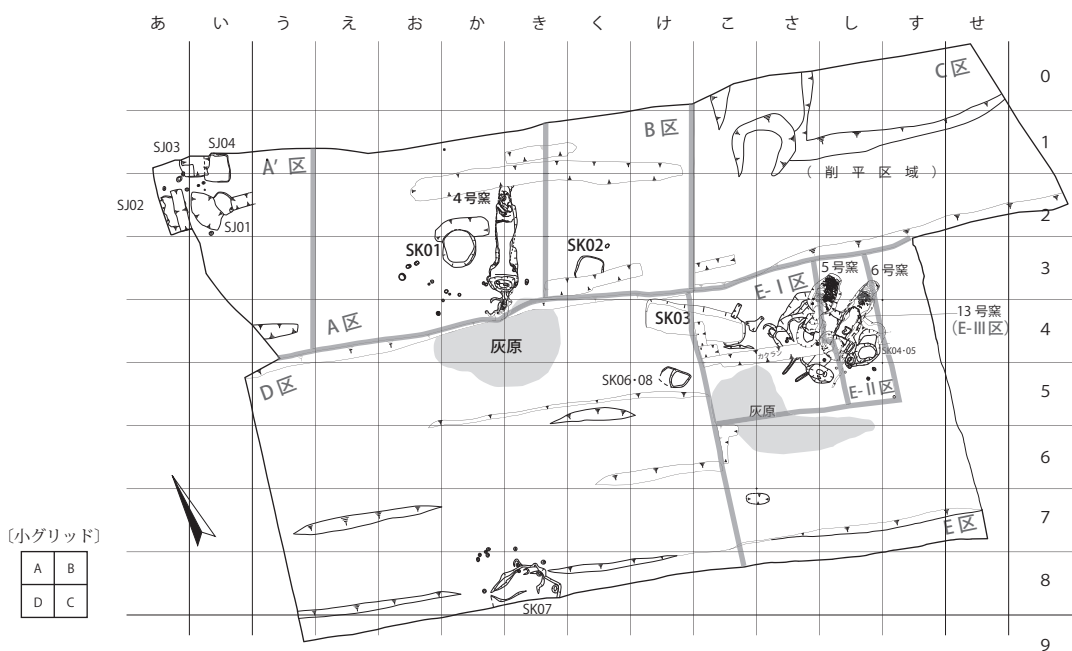 あ い う え お か き く け こ さ し す せ
0
C区
B区
1
SJ03 SJ04
A'区
(削平区域)
4号窯
SJ02
SJ01
2
SK01
SK02
3
E-Ⅰ区
5号窯
6号窯
SK03
13号窯
(E-Ⅲ区)
A区
4
灰原
カクラン
SK04・05
SK06・08
D区
5
E-Ⅱ区
灰原
6
7
E区
〔小グリッド〕
A B
D C
8
SK07
9